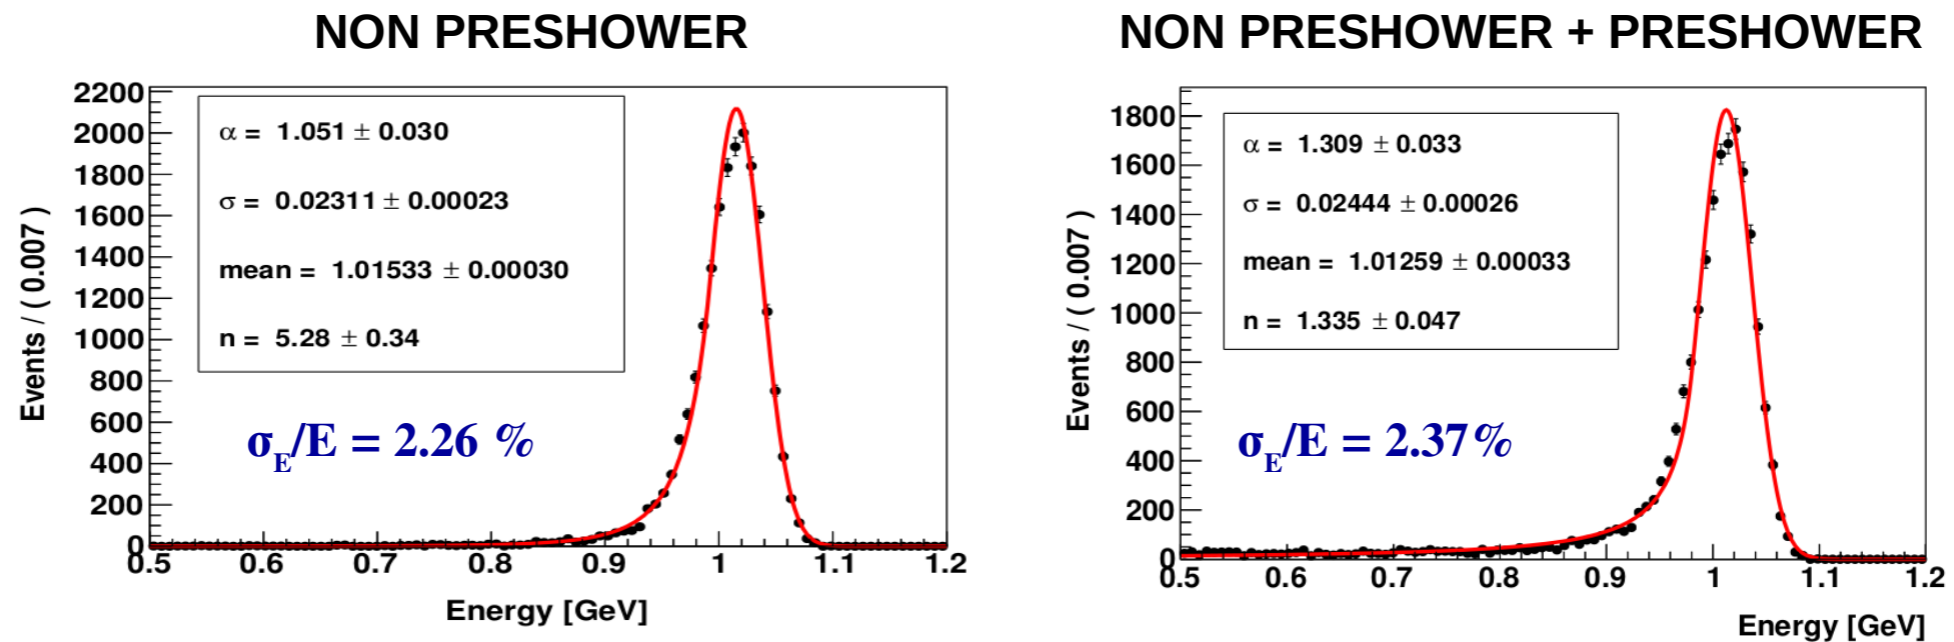 NON PRESHOWER
2200
2000
1800
1600
1400
1200
1000
800
600
400
200
0
Events / ( 0.007 )
α = 1.051 ± 0.030
σ = 0.02311 ± 0.00023
mean = 1.01533 ± 0.00030
n = 5.28 ± 0.34
σE/E = 2.26 %
0.5 0.6 0.7 0.8 0.9 1 1.1 1.2
Energy [GeV]
NON PRESHOWER + PRESHOWER
1800
1600
1400
1200
1000
800
600
400
200
0
Events / ( 0.007 )
α = 1.309 ± 0.033
σ = 0.02444 ± 0.00026
mean = 1.01259 ± 0.00033
n = 1.335 ± 0.047
σE/E = 2.37%
0.5 0.6 0.7 0.8 0.9 1 1.1 1.2
Energy [GeV]